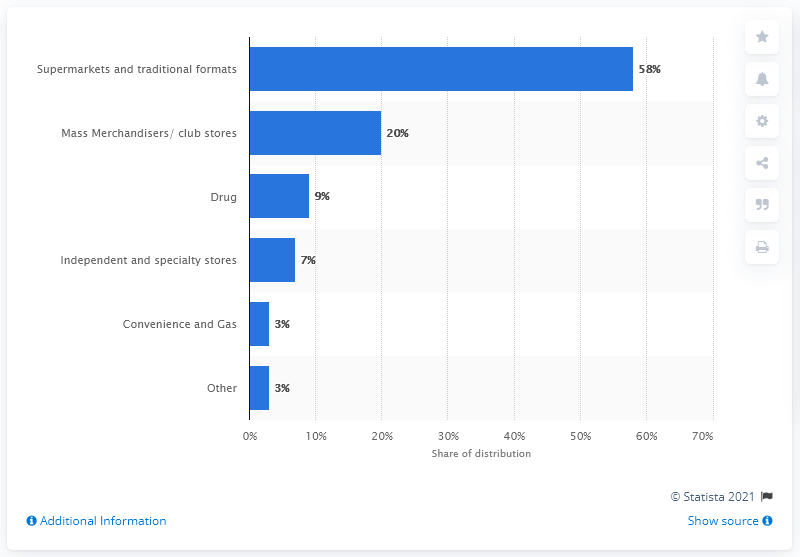 Supermarkets and traditional formats 58%
Mass Merchandisers/ club stores 20%
Drug 9%
Independent and specialty stores 7%
Convenience and Gas 3%
Other 3%
0% 10% 20% 30% 40% 50% 60% 70%
Share of distribution
© Statista 2021
Additional Information Show source